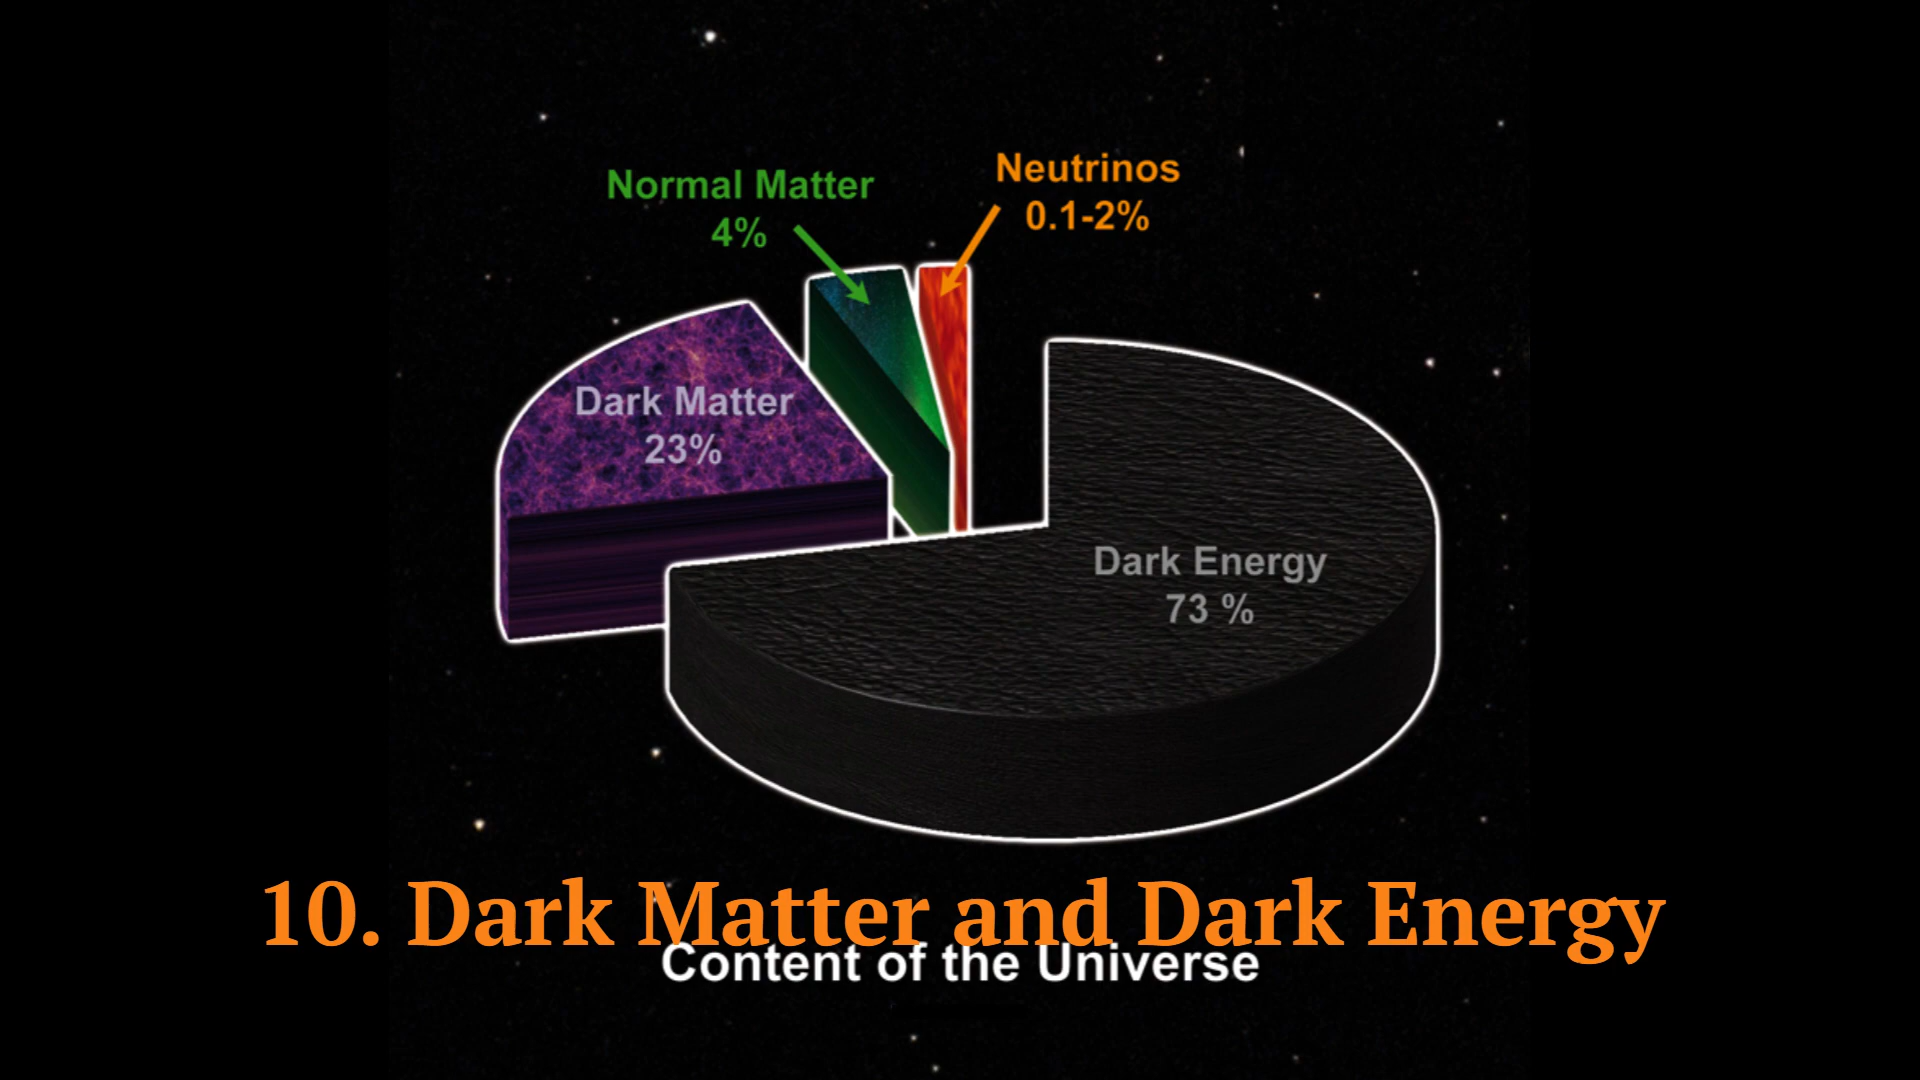 Normal Matter
4%
Neutrinos
0.1-2%
Dark Matter
23%
Dark Energy
73 %
10. Dark Matter and Dark Energy
Content of the Universe